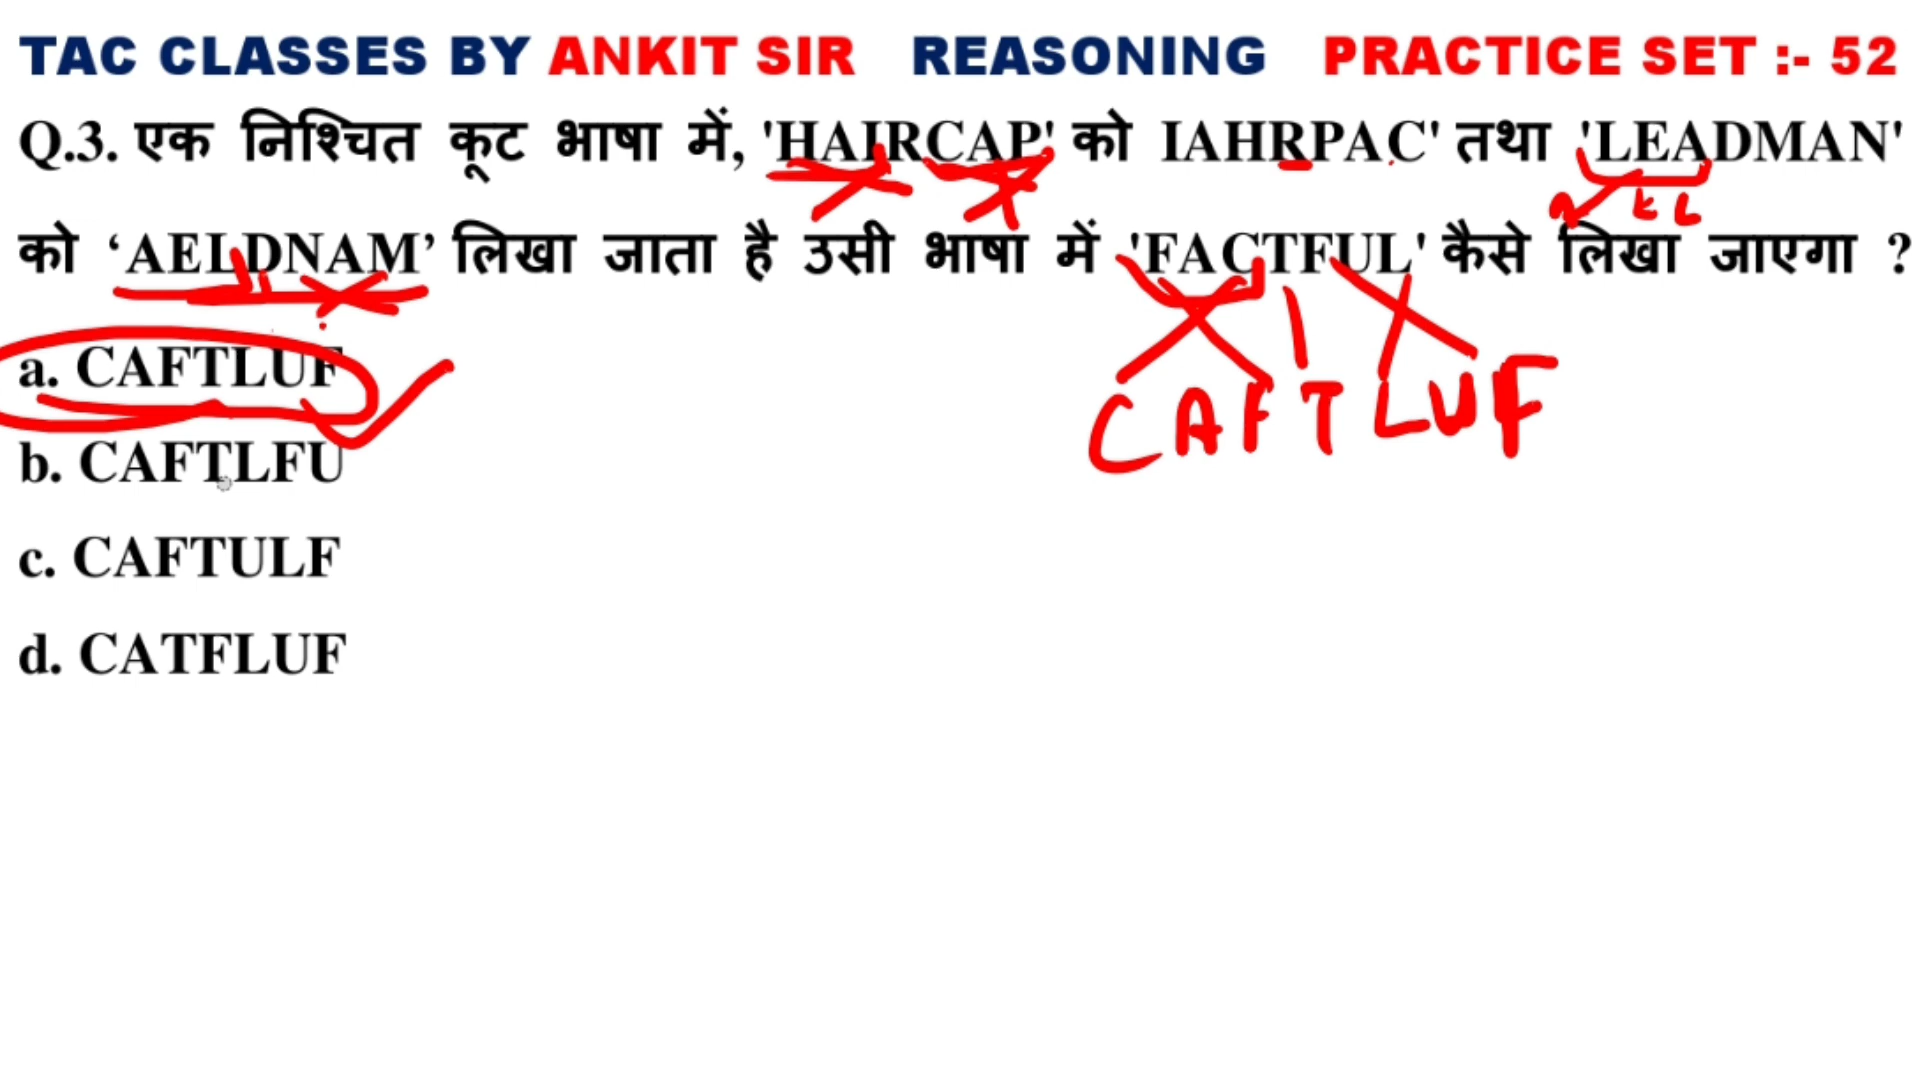 TAC CLASSES BY ANKIT SIR REASONING PRACTICE SET :- 52
Q.3. एक निश्चित कूट भाषा में, 'HAIRCAP' को IAHRPAC' तथा 'LEADMAN'
को ‘AELDNAM’ लिखा जाता है उसी भाषा में 'FACTFUL' कैसे लिखा जाएगा ?
a. CAFTLUF
CAFTLUF
b. CAFTLFU
c. CAFTULF
d. CATFLUF